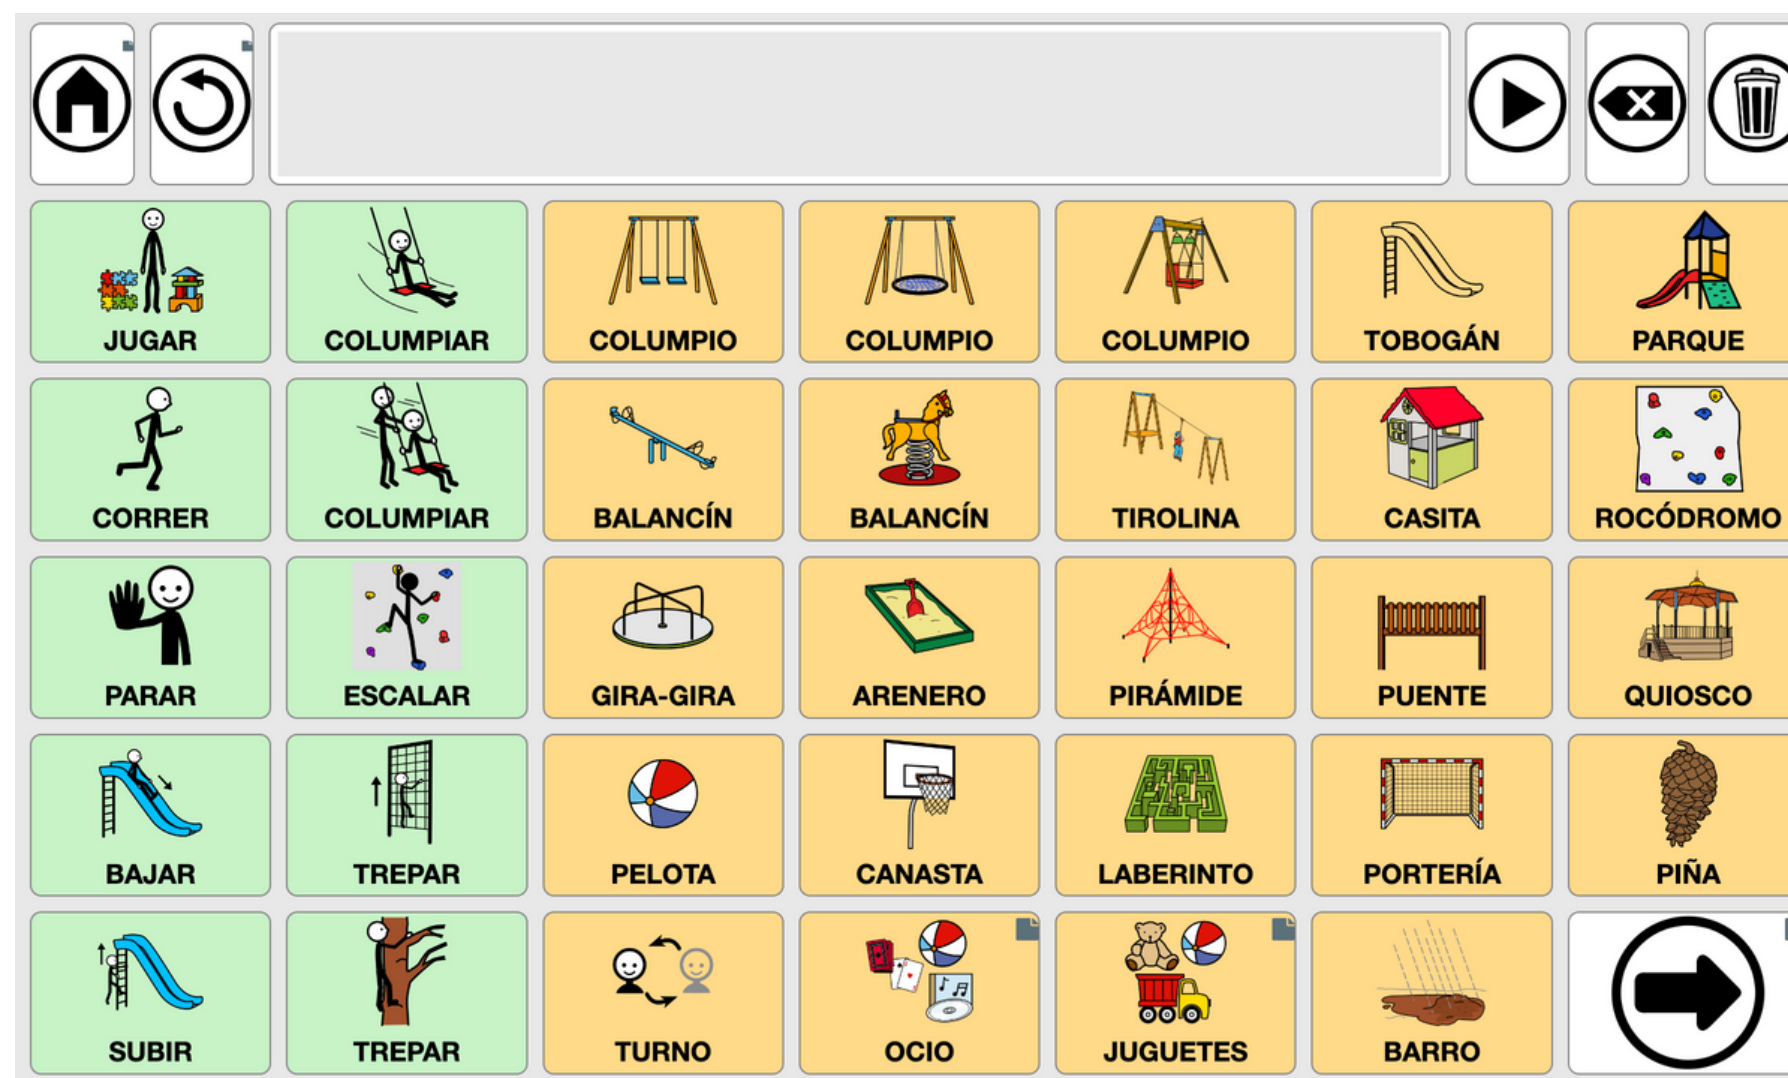 JUGAR
COLUMPIAR
COLUMPIO
COLUMPIO
COLUMPIO
TOBOGÁN
PARQUE
CORRER
COLUMPIAR
BALANCÍN
BALANCÍN
TIROLINA
CASITA
ROCÓDROMO
PARAR
ESCALAR
GIRA-GIRA
ARENERO
PIRÁMIDE
PUENTE
QUIOSCO
BAJAR
TREPAR
PELOTA
CANASTA
LABERINTO
PORTERÍA
PIÑA
SUBIR
TREPAR
TURNO
OCIO
JUGUETES
BARRO